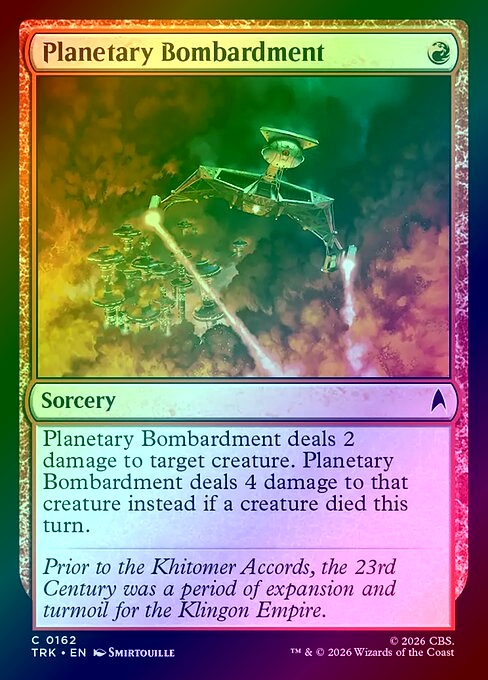 Planetary Bombardment
Sorcery
Planetary Bombardment deals 2
damage to target creature. Planetary
Bombardment deals 4 damage to that
creature instead if a creature died this
turn.
Prior to the Khitomer Accords, the 23rd
Century was a period of expansion and
turmoil for the Klingon Empire.
C 0162
TRK • EN Smirtouille
© 2026 CBS.
™ & © 2026 Wizards of the Coast